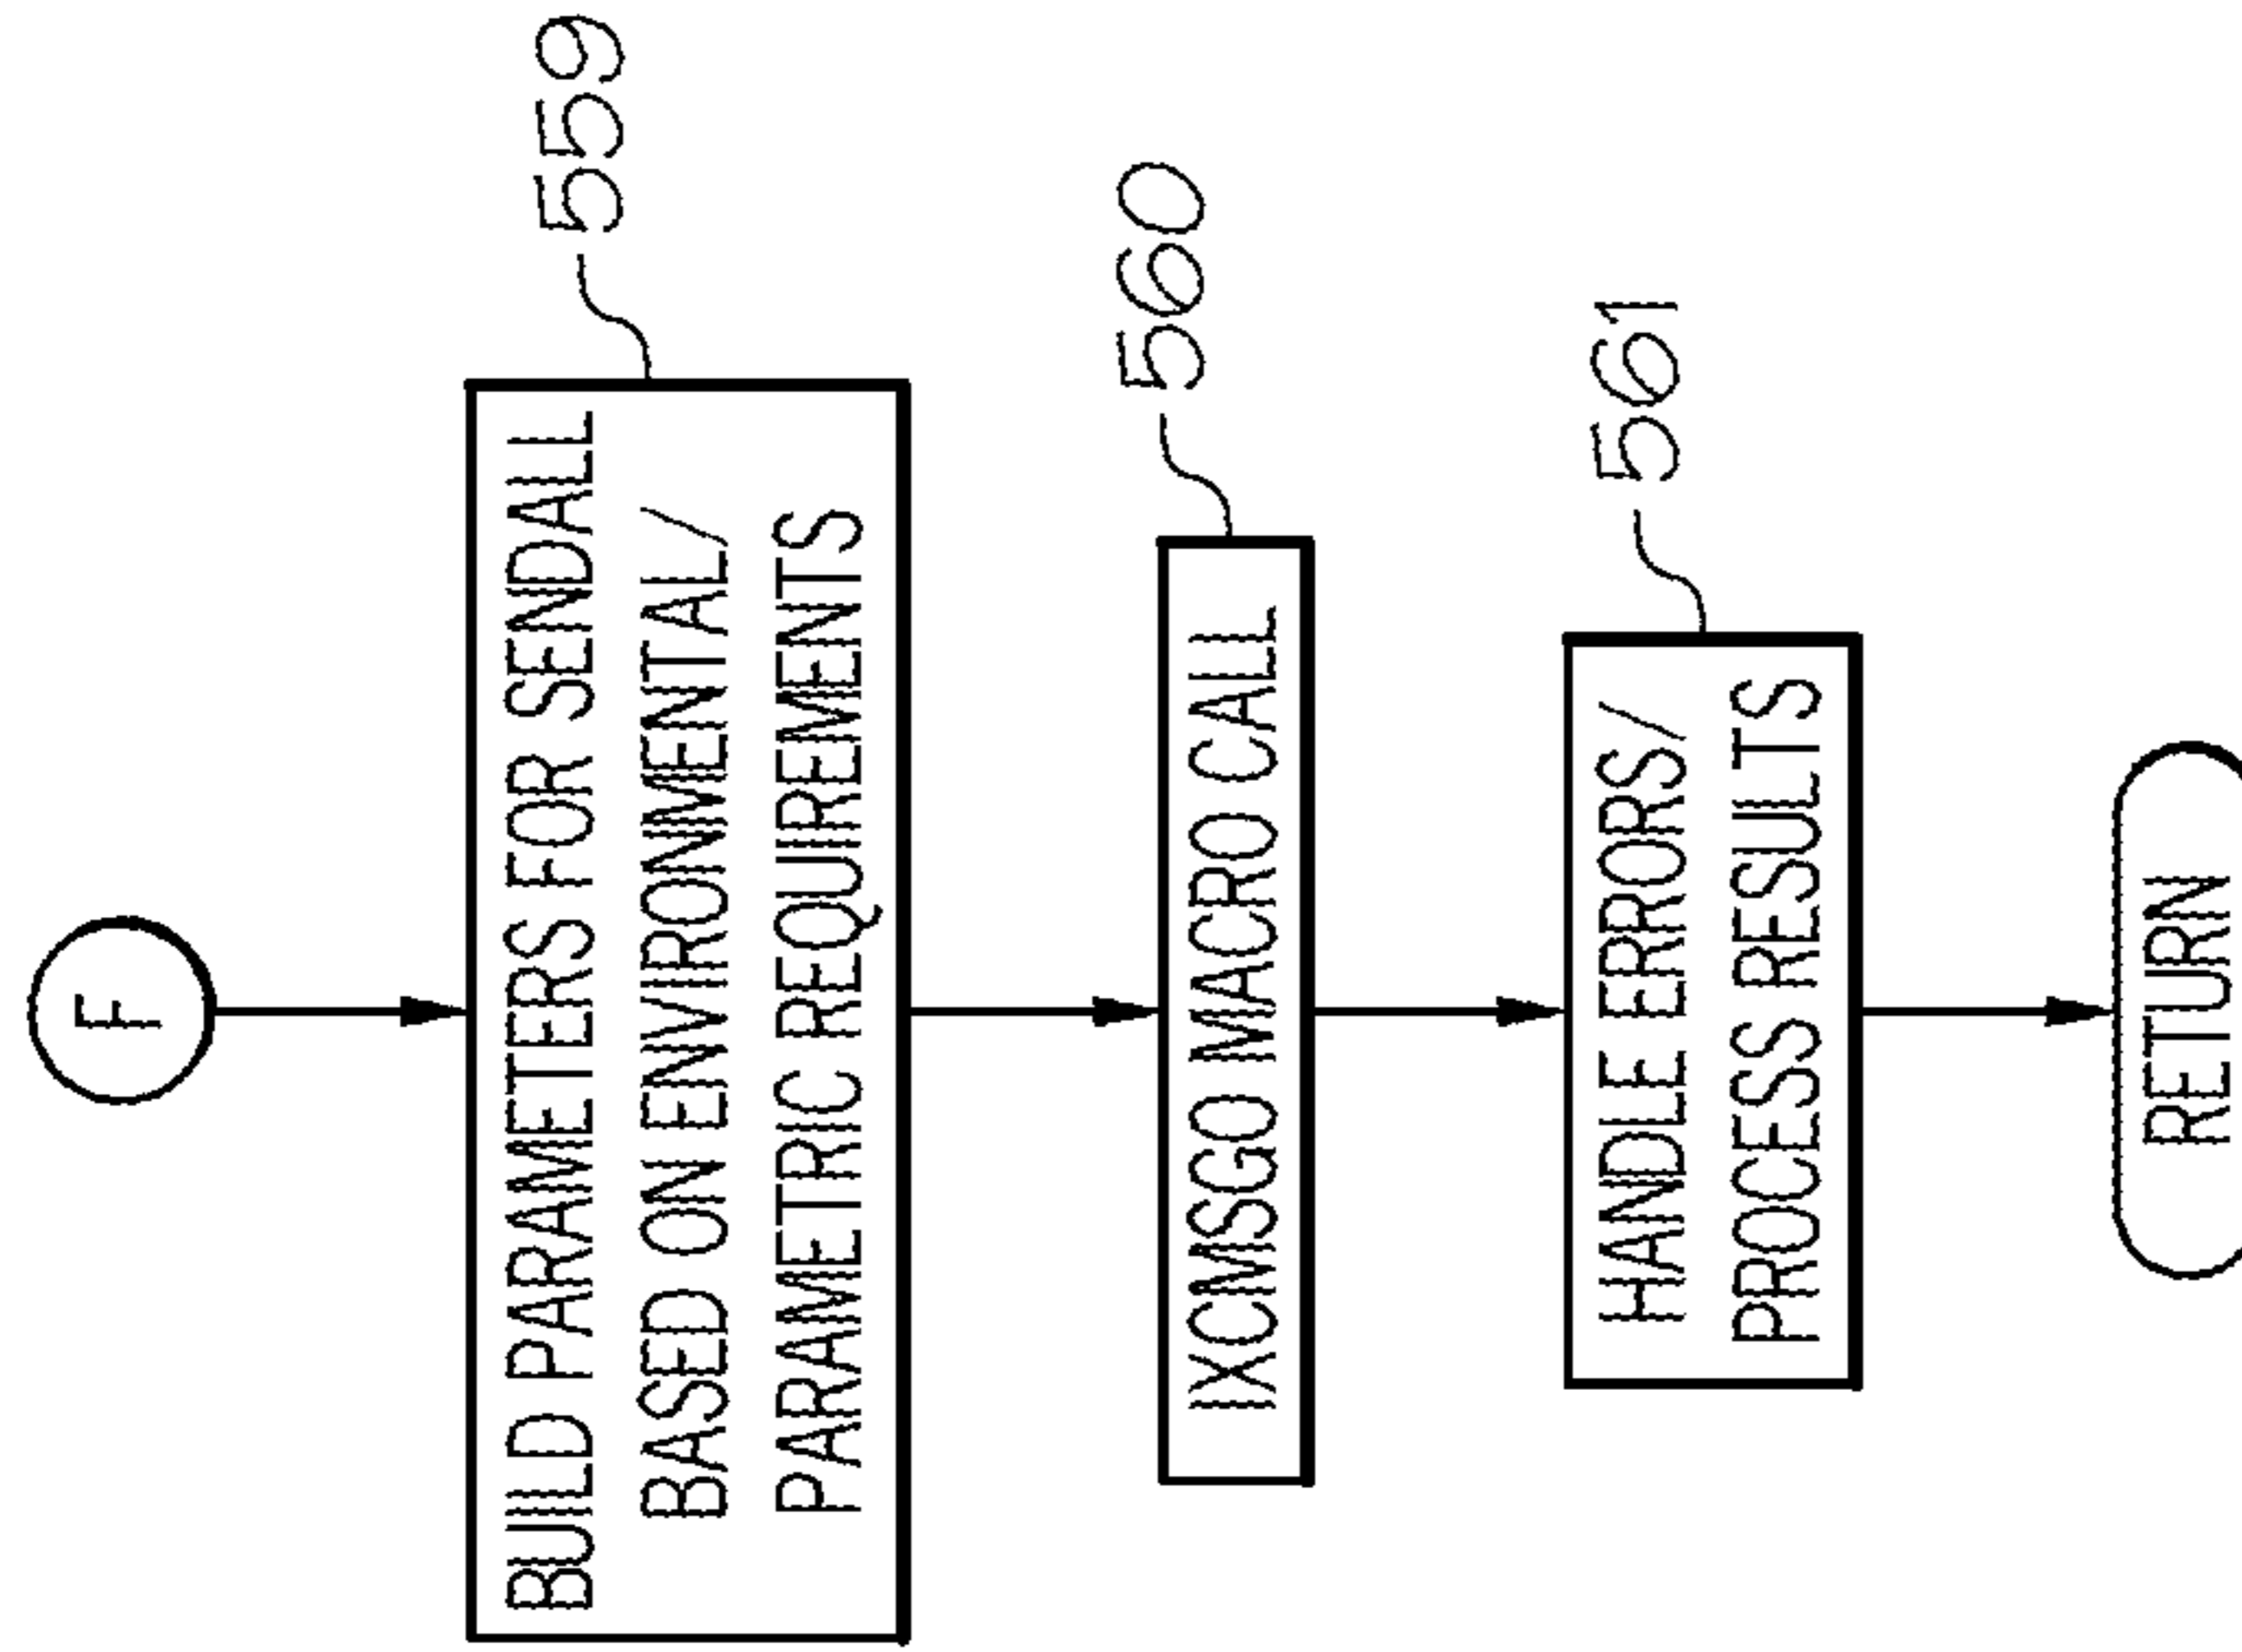 F
BUILD PARAMETERS FOR SENDALL
BASED ON ENVIRONMENTAL/
PARAMETRIC REQUIREMENTS
559
IXCMSGO MACRO CALL
560
HANDLE ERRORS/
PROCESS RESULTS
561
RETURN